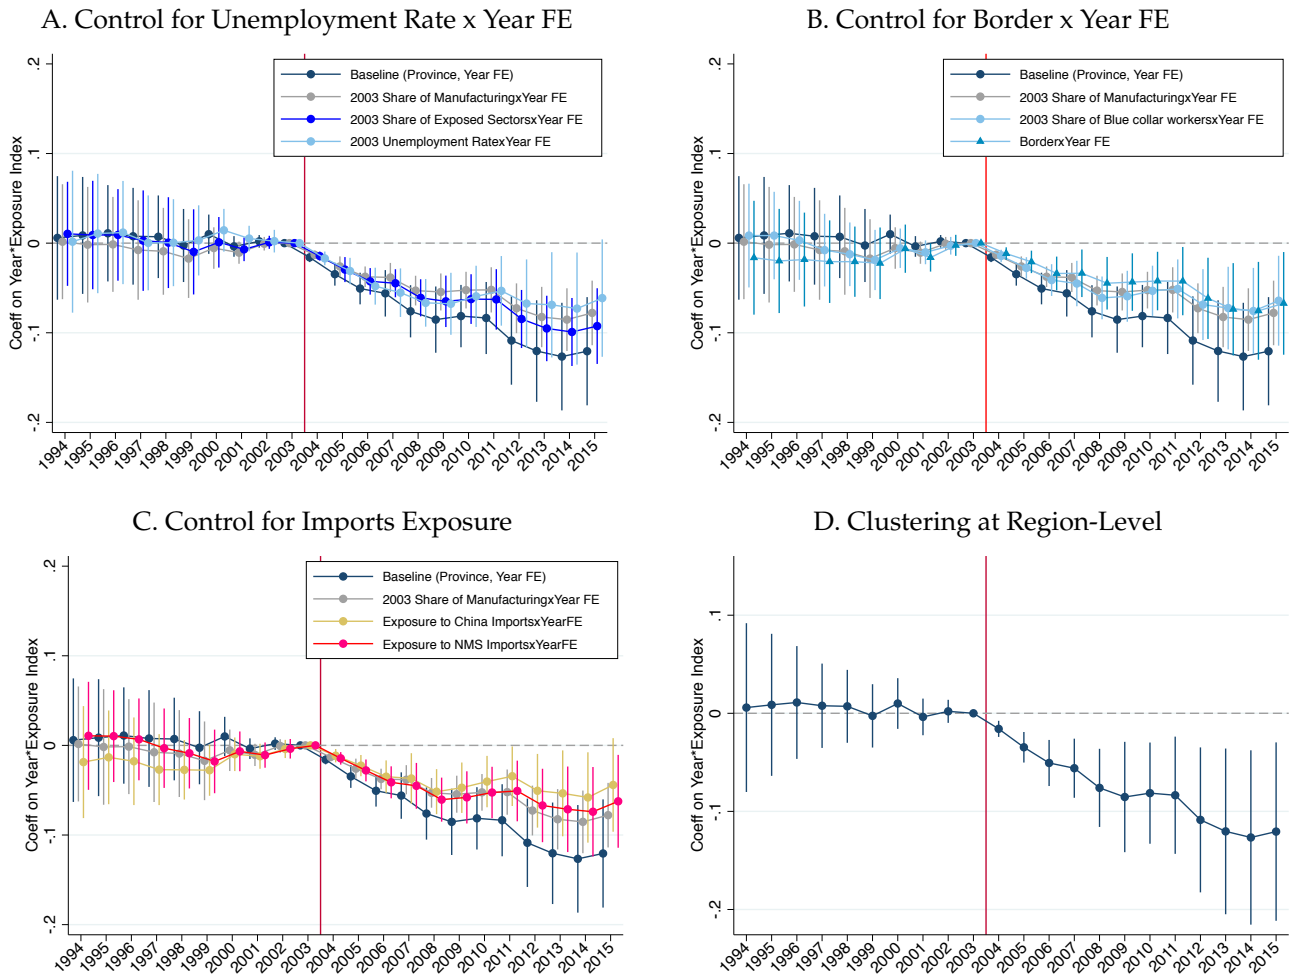 A. Control for Unemployment Rate x Year FE
Coeff on Year*Exposure Index
.2
.1
0
-.1
-.2
Baseline (Province, Year FE)
2003 Share of ManufacturingxYear FE
2003 Share of Exposed SectorsxYear FE
2003 Unemployment RatexYear FE
1994 1995 1996 1997 1998 1999 2000 2001 2002 2003 2004 2005 2006 2007 2008 2009 2010 2011 2012 2013 2014 2015
B. Control for Border x Year FE
Coeff on Year*Exposure Index
.2
.1
0
-.1
-.2
Baseline (Province, Year FE)
2003 Share of ManufacturingxYear FE
2003 Share of Blue collar workersxYear FE
BorderxYear FE
1994 1995 1996 1997 1998 1999 2000 2001 2002 2003 2004 2005 2006 2007 2008 2009 2010 2011 2012 2013 2014 2015
C. Control for Imports Exposure
Coeff on Year*Exposure Index
.2
.1
0
-.1
-.2
Baseline (Province, Year FE)
2003 Share of ManufacturingxYear FE
Exposure to China ImportsxYearFE
Exposure to NMS ImportsxYearFE
1994 1995 1996 1997 1998 1999 2000 2001 2002 2003 2004 2005 2006 2007 2008 2009 2010 2011 2012 2013 2014 2015
D. Clustering at Region-Level
Coeff on Year*Exposure Index
.1
0
-.1
-.2
1994 1995 1996 1997 1998 1999 2000 2001 2002 2003 2004 2005 2006 2007 2008 2009 2010 2011 2012 2013 2014 2015